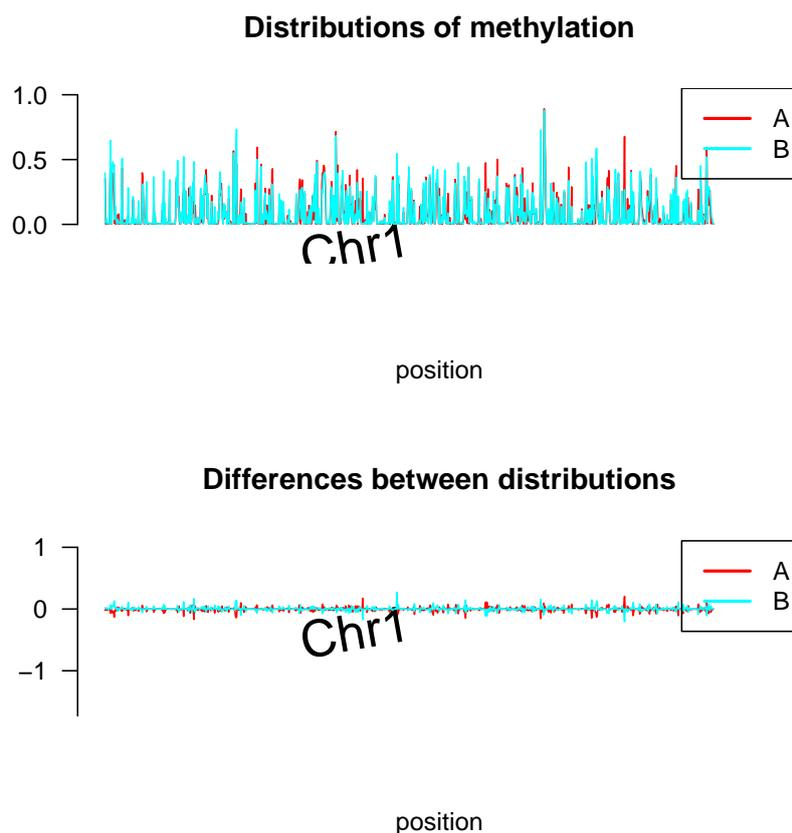 Distributions of methylation
1.0
0.5
0.0
A
B
Chr1
position
Differences between distributions
1
0
−1
A
B
Chr1
position